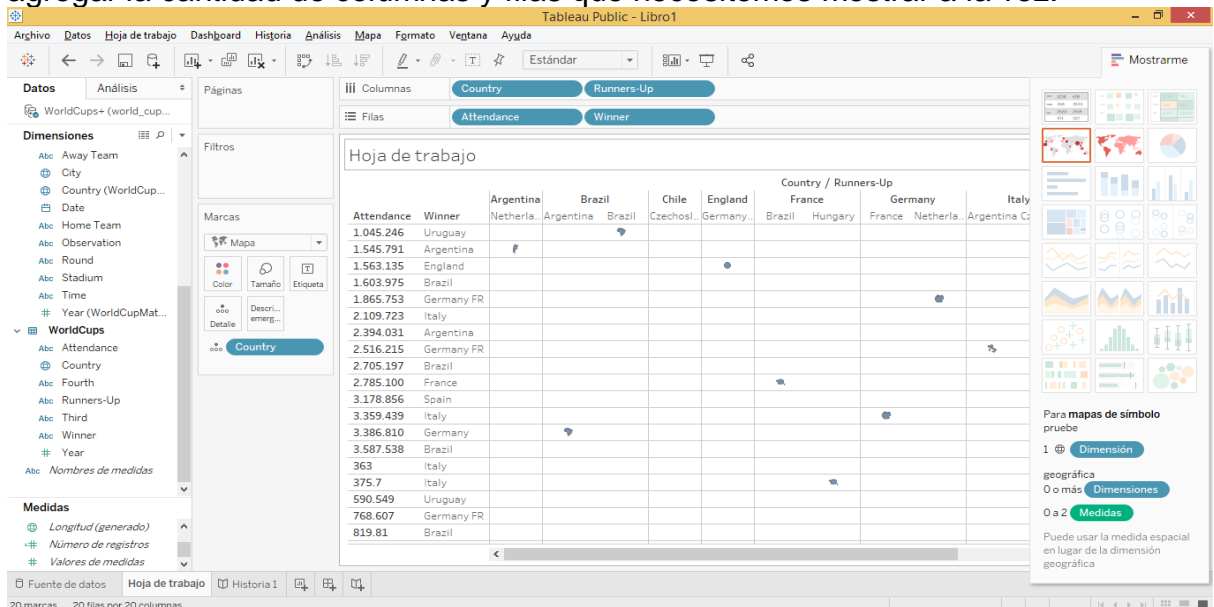 agregar la cantidad de columnas y filas que necesitemos mostrar a la vez.
Tableau Public - Libro1
Archivo Datos Hoja de trabajo Dashboard Historia Análisis Mapa Formato Ventana Ayuda
Estándar
Mostrarme
Datos Análisis
WorldCups+ (world_cup...
Dimensiones
Abc Away Team
City
Country (WorldCup...
Date
Abc Home Team
Abc Observation
Abc Round
Abc Stadium
Abc Time
# Year (WorldCupMat...
WorldCups
Abc Attendance
Country
Abc Fourth
Abc Runners-Up
Abc Third
Abc Winner
# Year
Abc Nombres de medidas
Medidas
Longitud (generado)
Número de registros
# Valores de medidas
Páginas
Filtros
Marcas
Mapa
Color Tamaño Etiqueta
Detalle Descri... emerg...
Country
Columnas Country Runners-Up
Filas Attendance Winner
Hoja de trabajo
Country / Runners-Up
Argentina Brazil Chile England France Germany Italy
Attendance Winner Netherla.. Argentina Brazil Czechosl.. Germany.. Brazil Hungary France Netherla.. Argentina Cz
1.045.246 Uruguay
1.545.791 Argentina
1.563.135 England
1.603.975 Brazil
1.865.753 Germany FR
2.109.723 Italy
2.394.031 Argentina
2.516.215 Germany FR
2.705.197 Brazil
2.785.100 France
3.178.856 Spain
3.359.439 Italy
3.386.810 Germany
3.587.538 Brazil
363 Italy
375.7 Italy
590.549 Uruguay
768.607 Germany FR
819.81 Brazil
Para mapas de símbolo
pruebe
1 Dimensión
geográfica
0 o más Dimensiones
0 a 2 Medidas
Puede usar la medida espacial
en lugar de la dimensión
geográfica
Fuente de datos Hoja de trabajo Historia 1
20 marcas 20 filas por 20 columnas